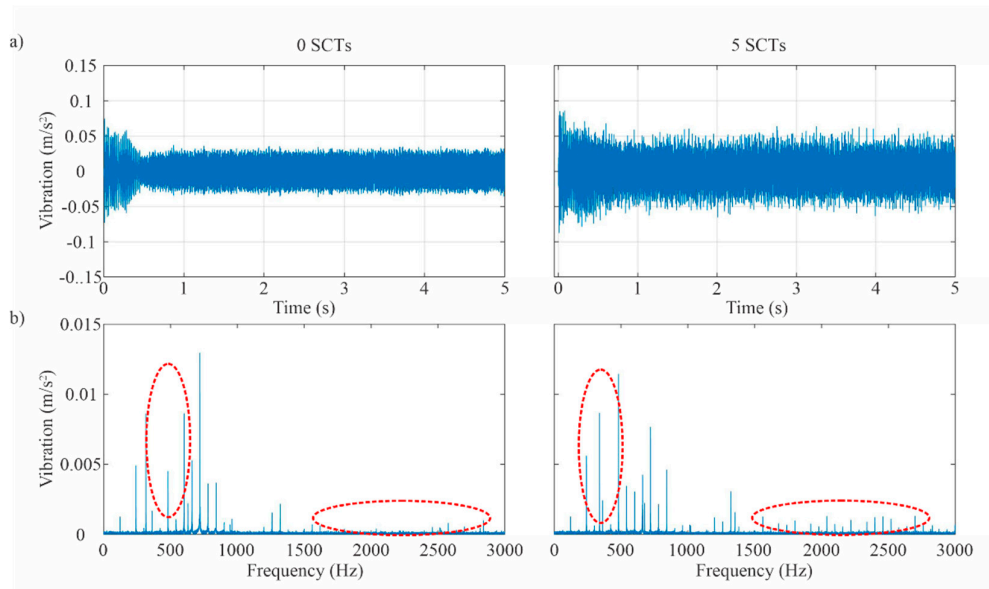 a)
0 SCTs
5 SCTs
Vibration (m/s²)
0.15
0.1
0.05
0
-0.05
-0.1
-0..15
0 1 2 3 4 5
Time (s)
0 1 2 3 4 5
Time (s)
b)
Vibration (m/s²)
0.015
0.01
0.005
0
0 500 1000 1500 2000 2500 3000
Frequency (Hz)
0 500 1000 1500 2000 2500 3000
Frequency (Hz)